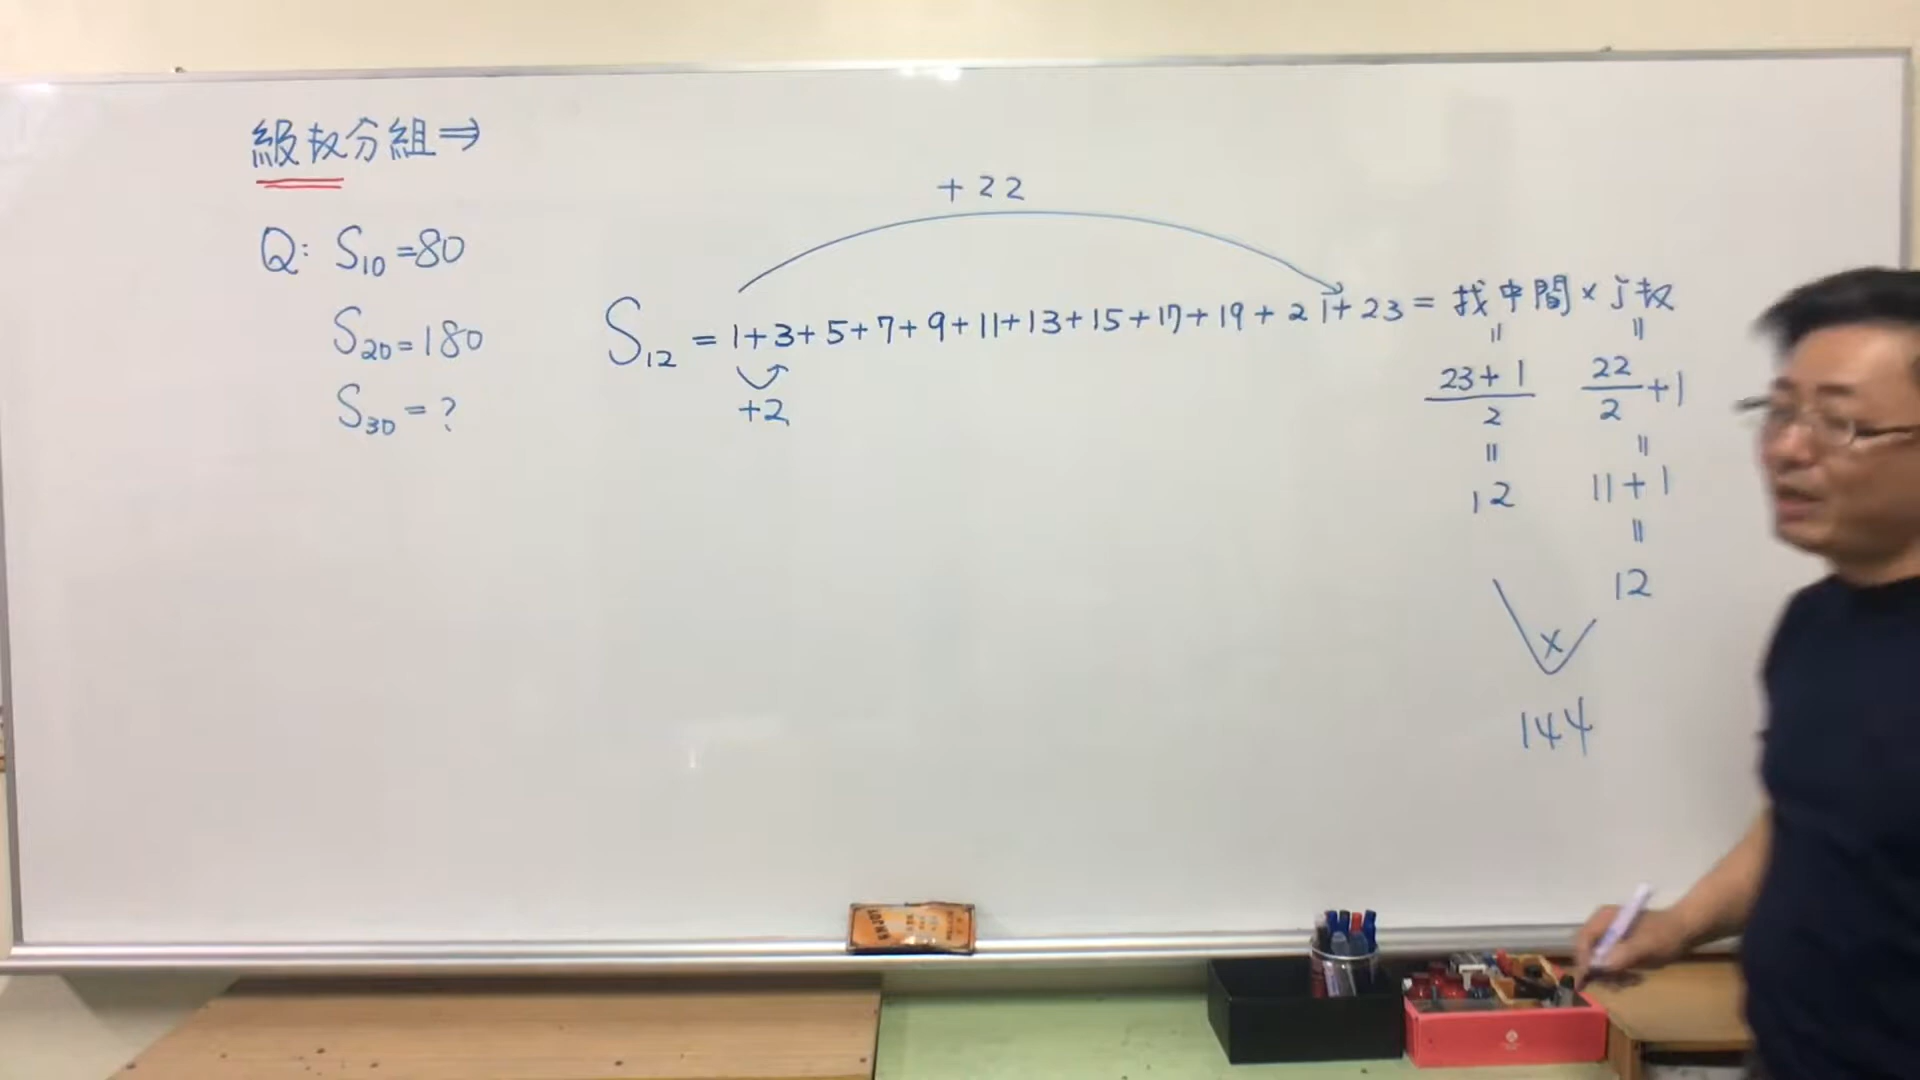 級数分組⇒
Q: S10=80
S20=180
S30=?
+22
S12 = 1+3+5+7+9+11+13+15+17+19+21+23 = 找中間×丁数
+2
= =
(23+1)/2 22/2+1
= =
12 11+1
=
12
×
144